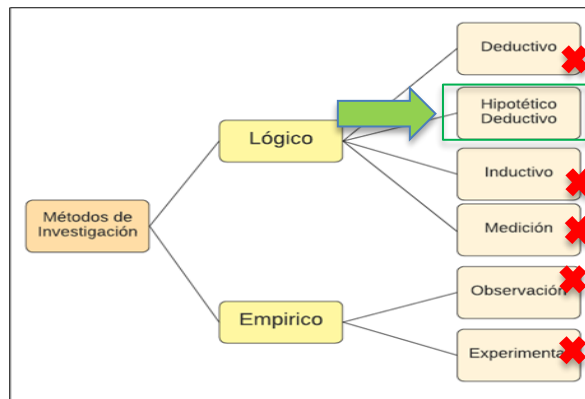 Deductivo
Hipotético
Deductivo
Lógico
Inductivo
Métodos de
Investigación
Medición
Observación
Empirico
Experimenta